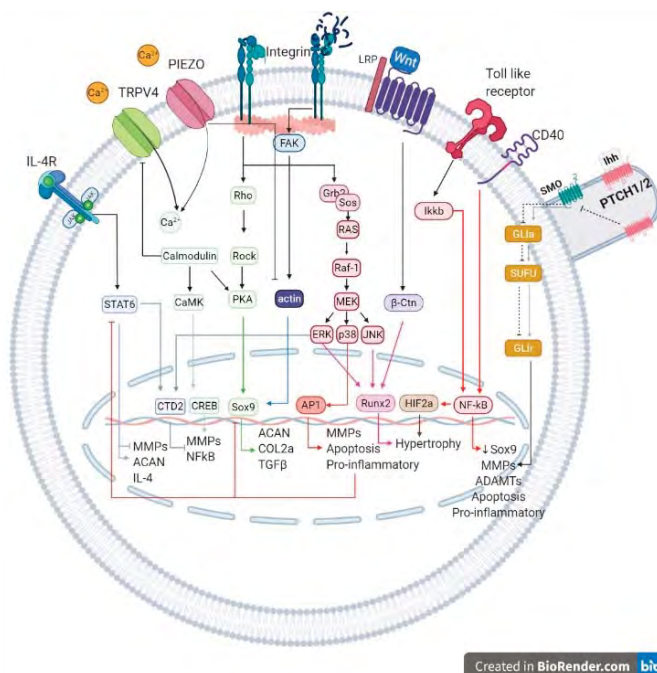 Ca²⁺
PIEZO
Integrin
Ca²⁺
TRPV4
LRP
Wnt
Toll like
receptor
CD40
IL-4R
FAK
Ihh
SMO
PTCH1/2
Rho
Grb2
Sos
Ikkb
Ca²⁺
RAS
GLIa
Calmodulin
Rock
Raf-1
SUFU
STAT6
CaMK
PKA
actin
MEK
β-Ctn
ERK
p38
JNK
GLIr
CTD2
CREB
Sox9
AP1
Runx2
HIF2a
NF-kB
MMPs
ACAN
IL-4
MMPs
NFkB
ACAN
COL2a
TGFβ
MMPs
Apoptosis
Pro-inflammatory
Hypertrophy
↓Sox9
MMPs
ADAMTs
Apoptosis
Pro-inflammatory
Created in BioRender.com bio